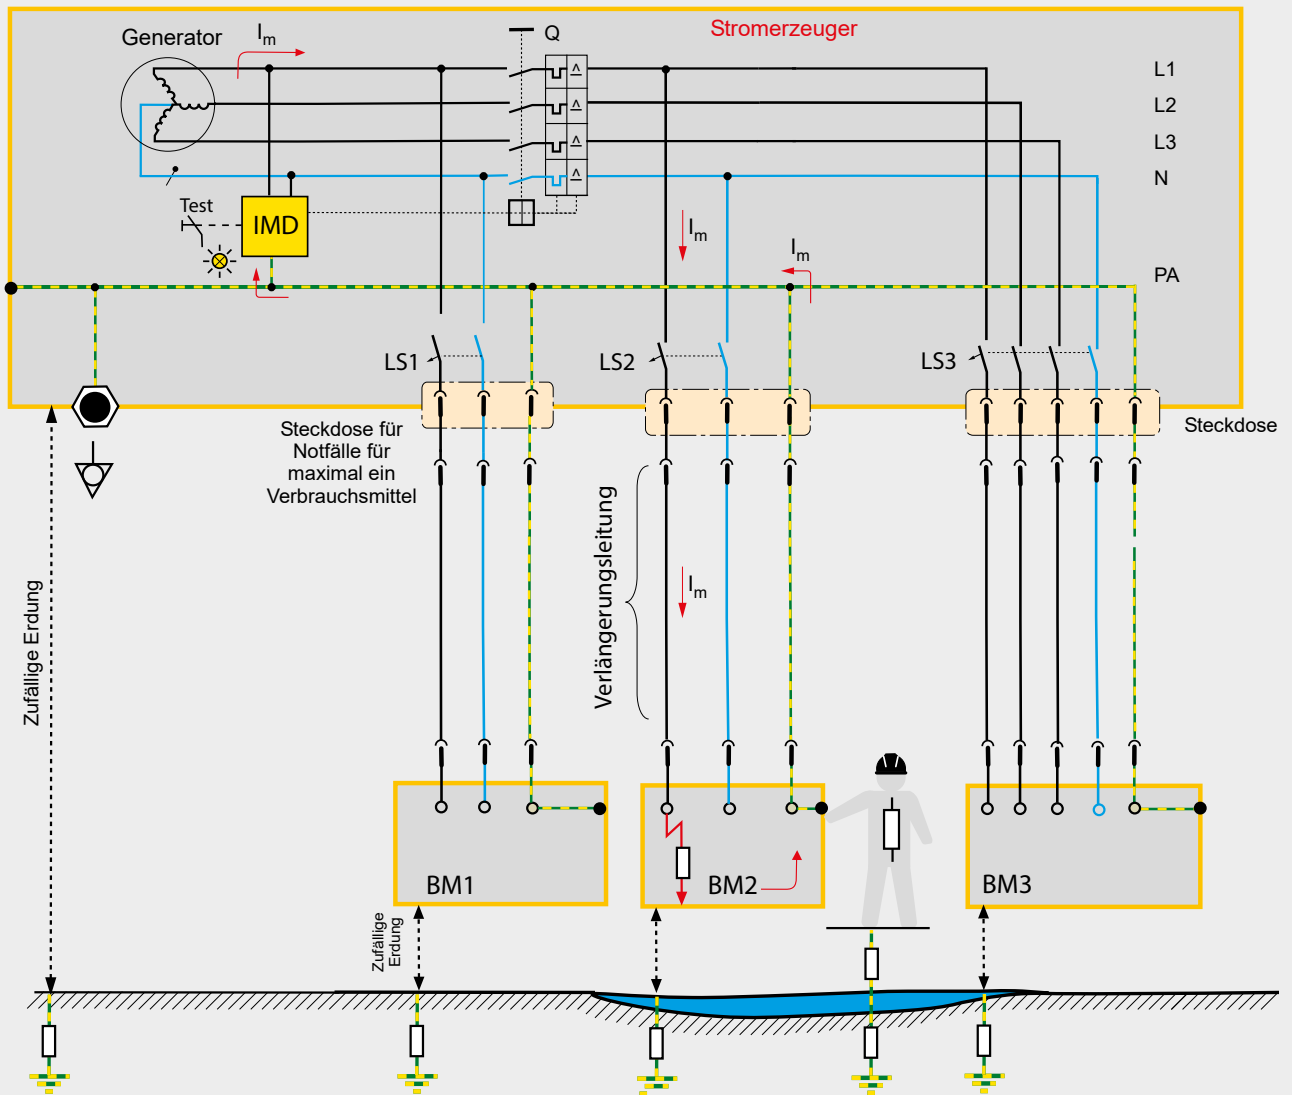 Stromerzeuger
Generator
Im
Q
L1
L2
L3
N
Test
IMD
Im
Im
PA
LS1
LS2
LS3
Steckdose für
Notfälle für
maximal ein
Verbrauchsmittel
Steckdose
Verlängerungsleitung
Im
Zufällige Erdung
BM1
BM2
BM3
Zufällige
Erdung